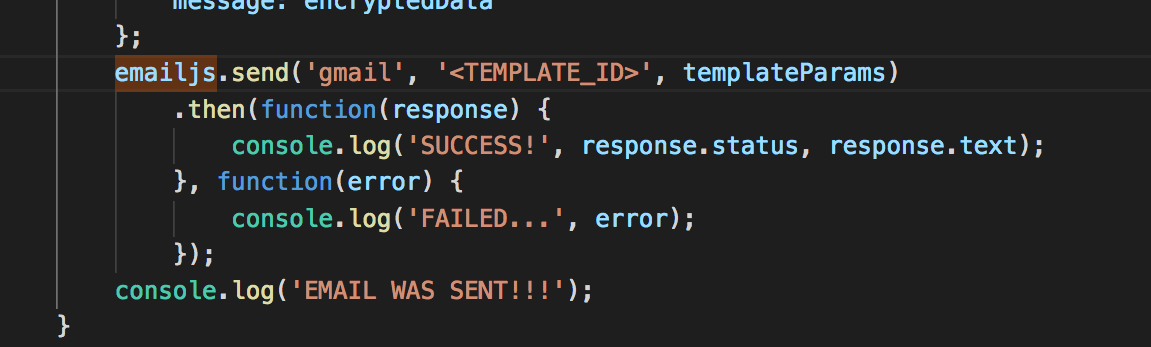 message: encryptedData
};
emailjs.send('gmail', '<TEMPLATE_ID>', templateParams)
.then(function(response) {
console.log('SUCCESS!', response.status, response.text);
}, function(error) {
console.log('FAILED...', error);
});
console.log('EMAIL WAS SENT!!!');
}